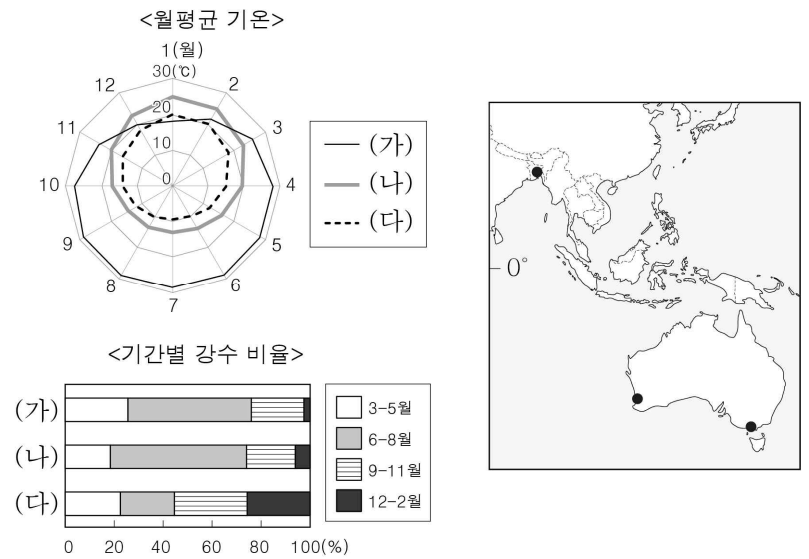 <월평균 기온>
1(월)
30(℃)
12
2
20
11
3
10
10
0
4
9
5
8
6
7
(가)
(나)
(다)
0°
<기간별 강수 비율>
(가)
(나)
(다)
3-5월
6-8월
9-11월
12-2월
0 20 40 60 80 100(%)